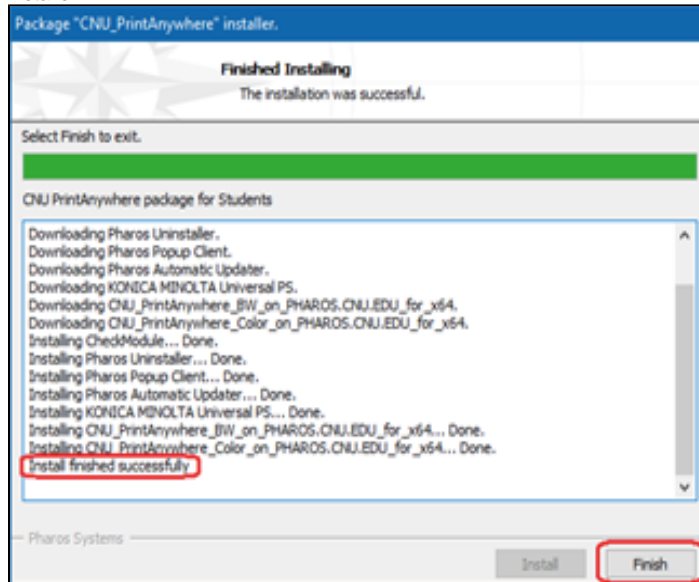 Package "CNU_PrintAnywhere" installer.
Finished Installing
The installation was successful.
Select Finish to exit.
CNU PrintAnywhere package for Students
Downloading Pharos Uninstaller.
Downloading Pharos Popup Client.
Downloading Pharos Automatic Updater.
Downloading KONICA MINOLTA Universal PS.
Downloading CNU_PrintAnywhere_BW_on_PHAROS.CNU.EDU_for_x64.
Downloading CNU_PrintAnywhere_Color_on_PHAROS.CNU.EDU_for_x64.
Installing CheckModule... Done.
Installing Pharos Uninstaller... Done.
Installing Pharos Popup Client... Done.
Installing Pharos Automatic Updater... Done.
Installing KONICA MINOLTA Universal PS... Done.
Installing CNU_PrintAnywhere_BW_on_PHAROS.CNU.EDU_for_x64... Done.
Installing CNU_PrintAnywhere_Color_on_PHAROS.CNU.EDU_for_x64... Done.
Install finished successfully
Pharos Systems
Install
Finish